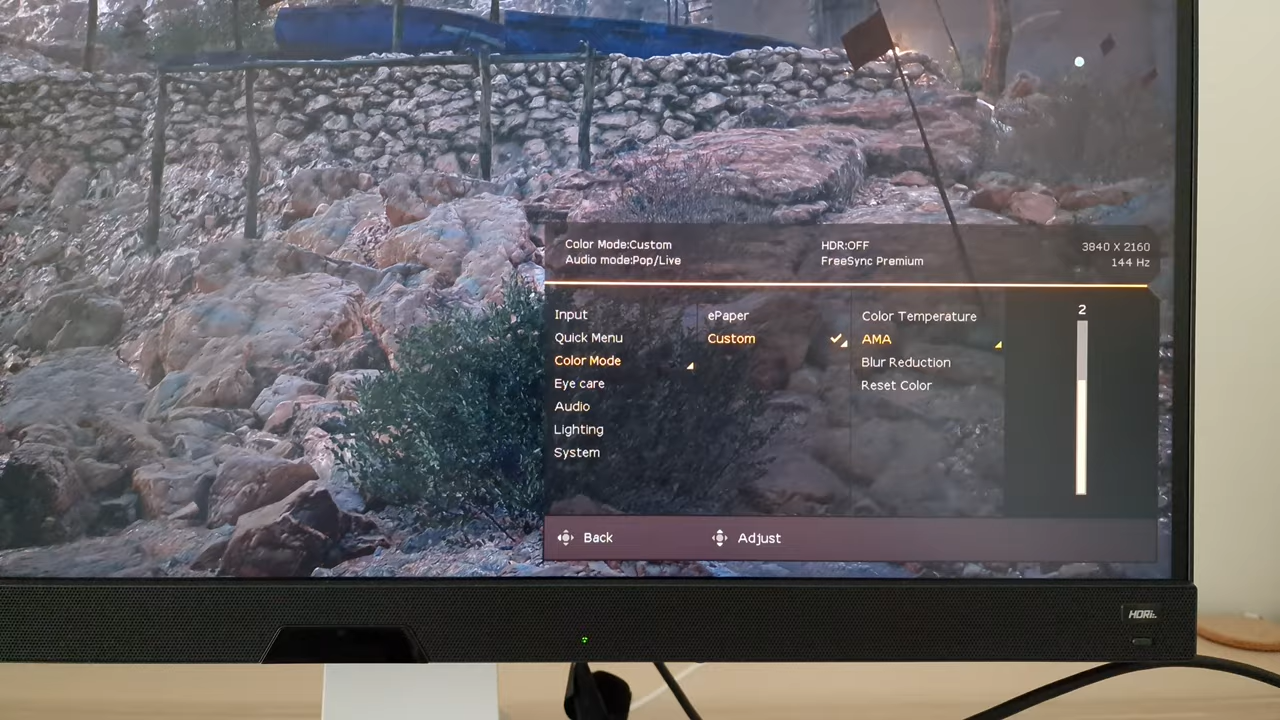 Color Mode:Custom
HDR:OFF
3840 X 2160
Audio mode:Pop/Live
FreeSync Premium
144 Hz
Input
Quick Menu
Color Mode
Eye care
Audio
Lighting
System
ePaper
Custom
Color Temperature
AMA
Blur Reduction
Reset Color
2
Back
Adjust
HDRi